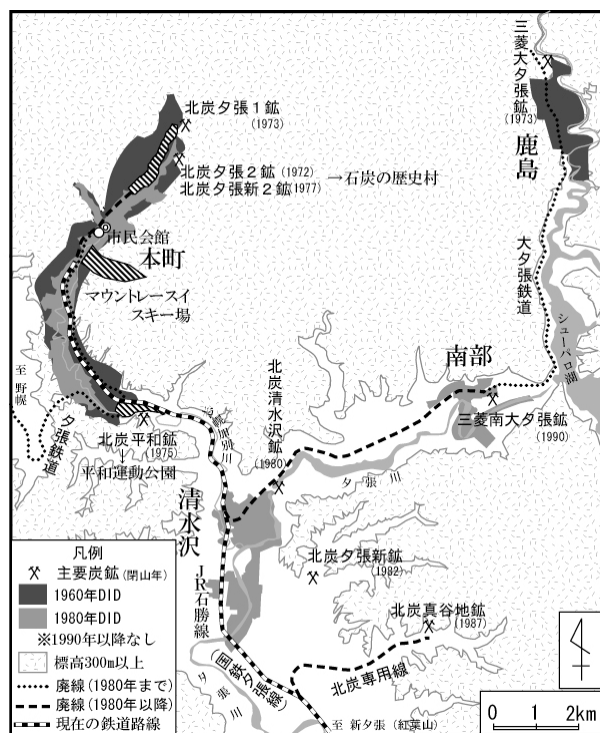 三菱大夕張鉱
(1973)
鹿島
北炭夕張1鉱
(1973)
北炭夕張2鉱(1972)
北炭夕張新2鉱(1977)
→石炭の歴史村
市民会館
本町
マウントレースイ
スキー場
大夕張鉄道
シューパロ湖
南部
三菱南大夕張鉱
(1990)
至 野幌
夕張鉄道
北炭平和鉱
(1975)
↓
平和運動公園
北炭清水沢鉱
(1980)
夕張川
清水沢
JR石勝線
北炭夕張新鉱
(1982)
北炭真谷地鉱
(1987)
北炭専用線
(国鉄夕張線)
夕張川
至 新夕張(紅葉山)
凡例
主要炭鉱(閉山年)
1960年DID
1980年DID
※1990年以降なし
標高300m以上
廃線(1980年まで)
廃線(1980年以降)
現在の鉄道路線
0 1 2km